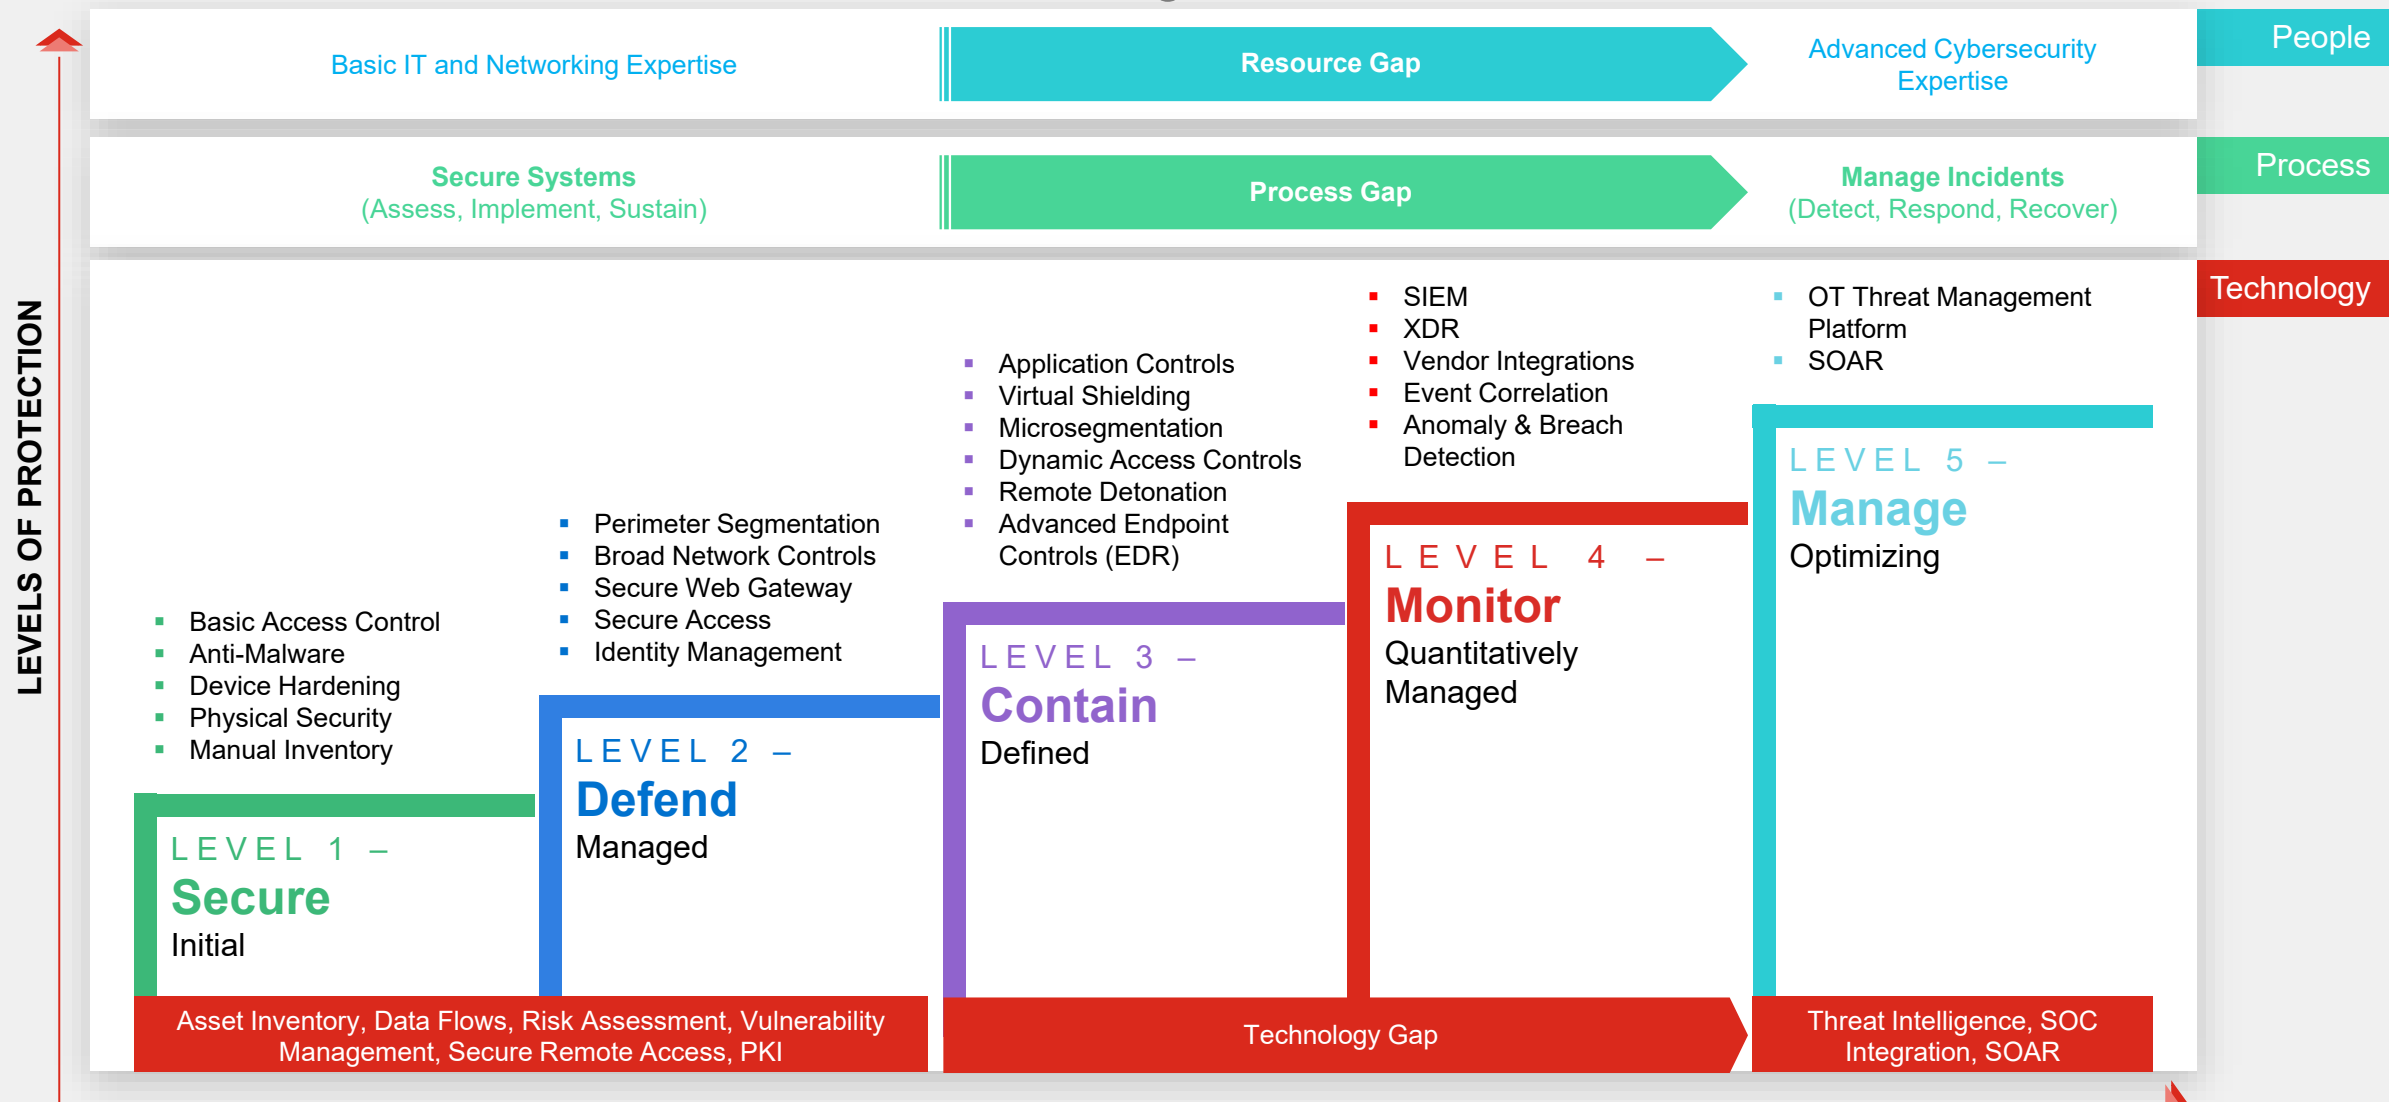 Basic IT and Networking Expertise
Resource Gap
Advanced Cybersecurity
Expertise
People
Secure Systems
(Assess, Implement, Sustain)
Process Gap
Manage Incidents
(Detect, Respond, Recover)
Process
Technology
LEVELS OF PROTECTION
Basic Access Control
Anti-Malware
Device Hardening
Physical Security
Manual Inventory
LEVEL 1 –
Secure
Initial
Perimeter Segmentation
Broad Network Controls
Secure Web Gateway
Secure Access
Identity Management
LEVEL 2 –
Defend
Managed
Application Controls
Virtual Shielding
Microsegmentation
Dynamic Access Controls
Remote Detonation
Advanced Endpoint
Controls (EDR)
LEVEL 3 –
Contain
Defined
SIEM
XDR
Vendor Integrations
Event Correlation
Anomaly & Breach
Detection
LEVEL 4 –
Monitor
Quantitatively
Managed
OT Threat Management
Platform
SOAR
LEVEL 5 –
Manage
Optimizing
Asset Inventory, Data Flows, Risk Assessment, Vulnerability
Management, Secure Remote Access, PKI
Technology Gap
Threat Intelligence, SOC
Integration, SOAR